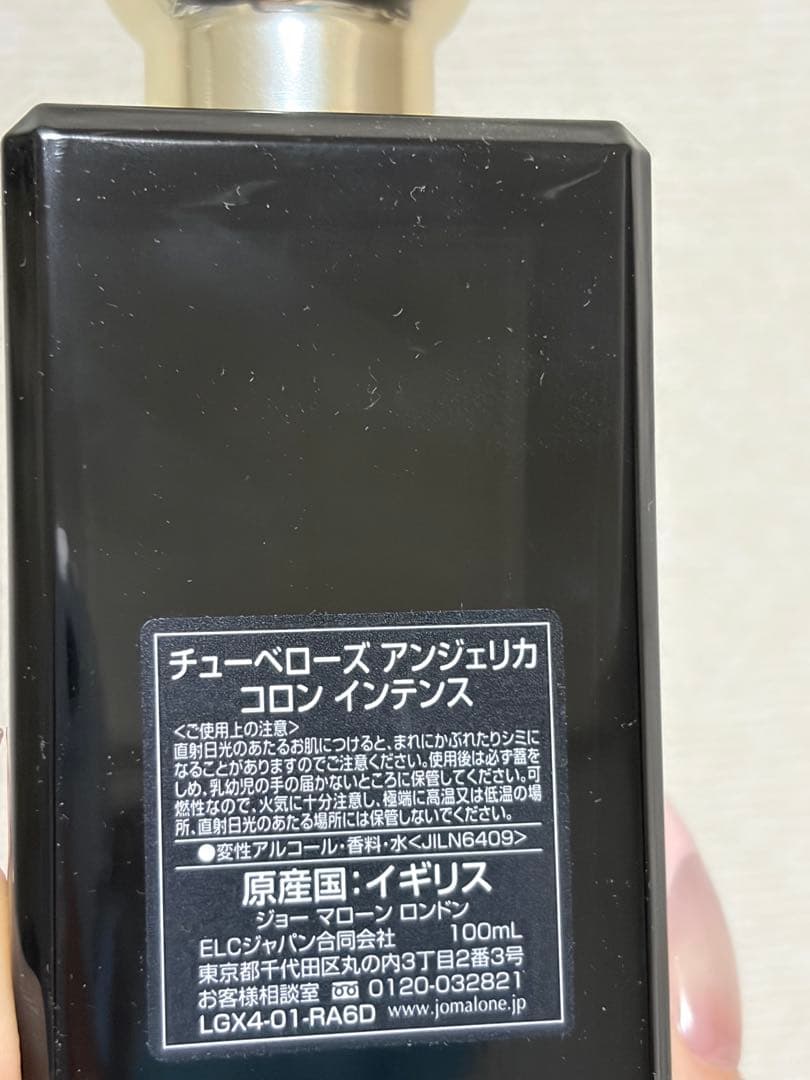 チューベローズ アンジェリカ
コロン インテンス
<ご使用上の注意>
直射日光のあたるお肌につけると、まれにかぶれたりシミに
なることがありますのでご注意ください。使用後は必ず蓋を
しめ、乳幼児の手の届かないところに保管してください。可
燃性なので、火気に十分注意し、極端に高温又は低温の場
所、直射日光のあたる場所には保管しないでください。
●変性アルコール・香料・水<JILN6409>
原産国:イギリス
ジョー マローン ロンドン
ELCジャパン合同会社 100mL
東京都千代田区丸の内3丁目2番3号
お客様相談室 0120-032821
LGX4-01-RA6D www.jomalone.jp